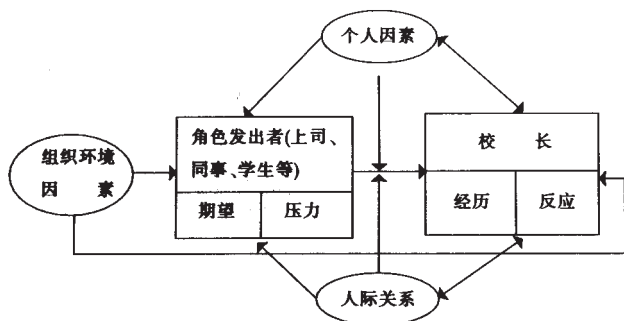 个人因素
角色发出者(上司、
同事、学生等)
期望
压力
组织环境
因 素
校 长
经历
反应
人际关系